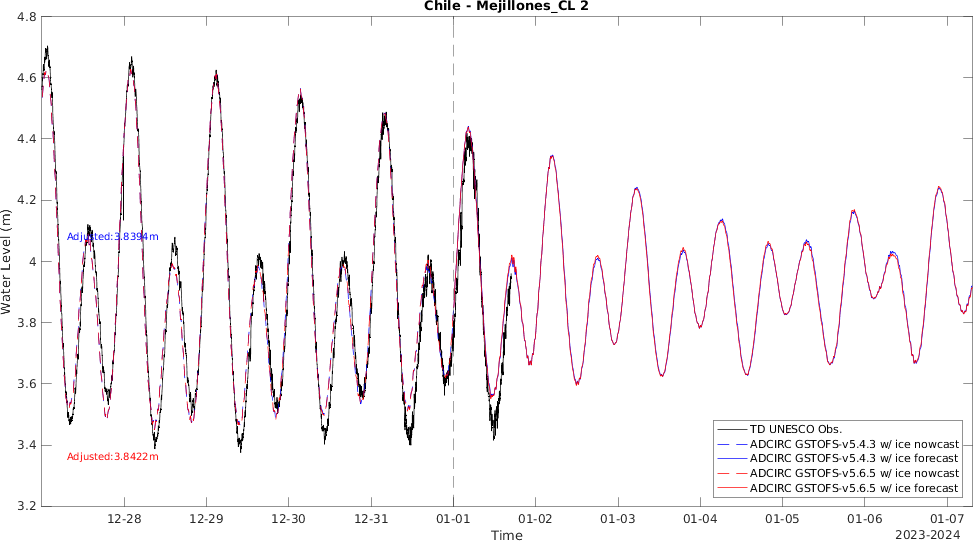 Chile - Mejillones_CL 2
4.8
4.6
4.4
4.2
4
3.8
3.6
3.4
3.2
Water Level (m)
Adjusted:3.8394m
Adjusted:3.8422m
TD UNESCO Obs.
ADCIRC GSTOFS-v5.4.3 w/ ice nowcast
ADCIRC GSTOFS-v5.4.3 w/ ice forecast
ADCIRC GSTOFS-v5.6.5 w/ ice nowcast
ADCIRC GSTOFS-v5.6.5 w/ ice forecast
12-28 12-29 12-30 12-31 01-01 01-02 01-03 01-04 01-05 01-06 01-07
2023-2024
Time